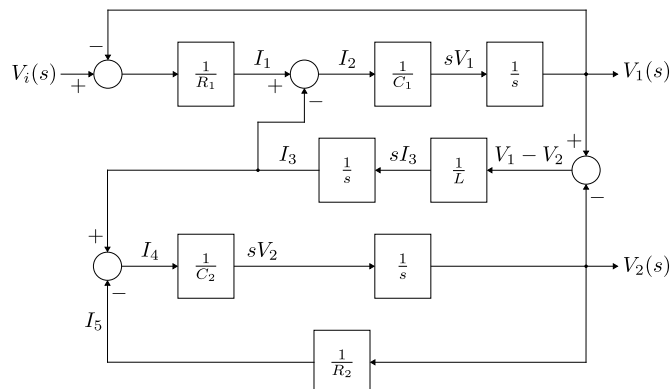 −
V_i(s) + 1/R_1 I_1 + − I_2 1/C_1 sV_1 1/s V_1(s)
I_3 1/s sI_3 1/L V_1 − V_2 + −
+ − I_4 1/C_2 sV_2 1/s V_2(s)
I_5 1/R_2